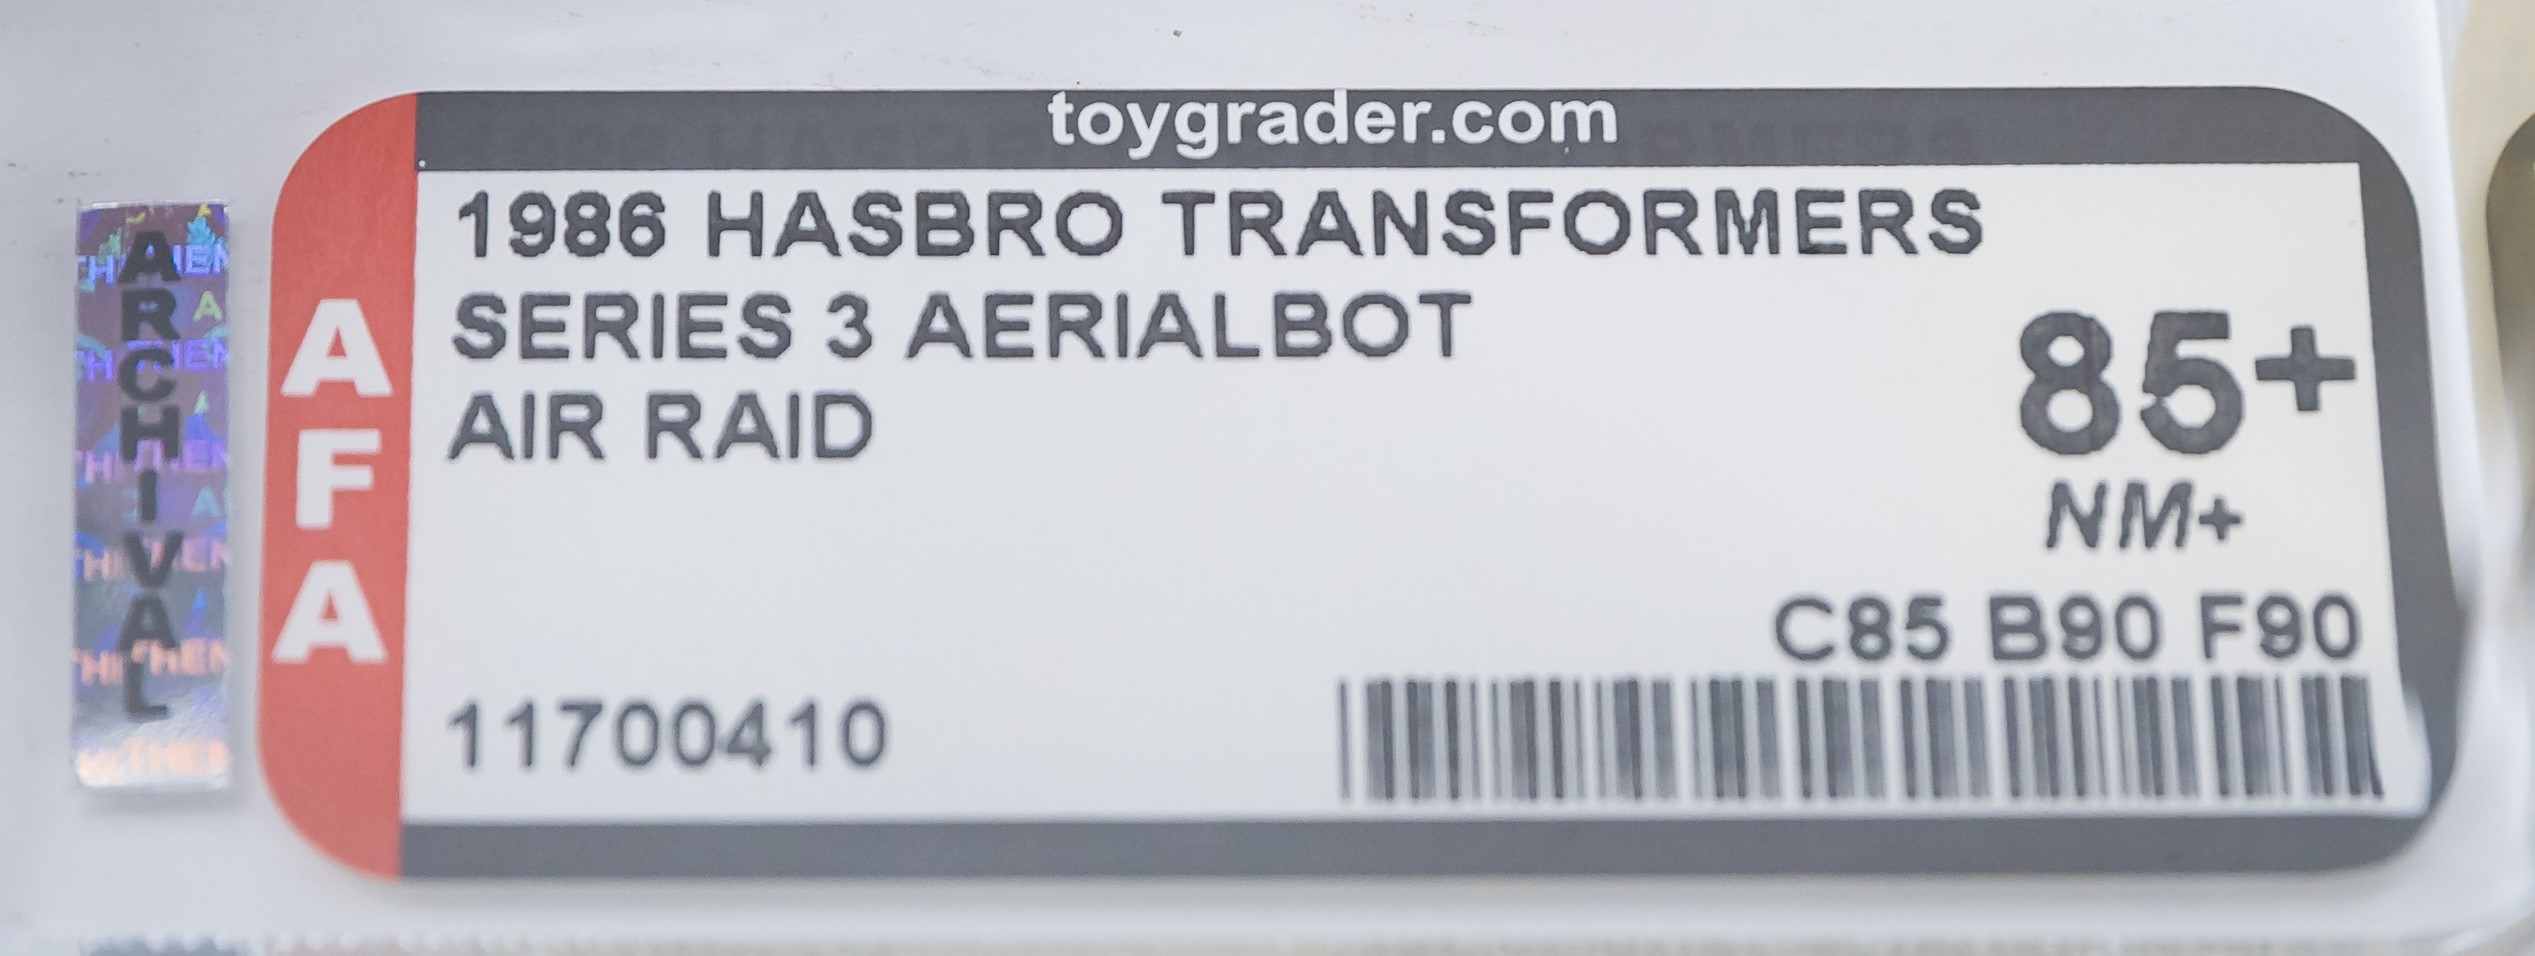 toygrader.com
ARCHIVAL
AFA
1986 HASBRO TRANSFORMERS
SERIES 3 AERIALBOT
AIR RAID
85+
NM+
C85 B90 F90
11700410